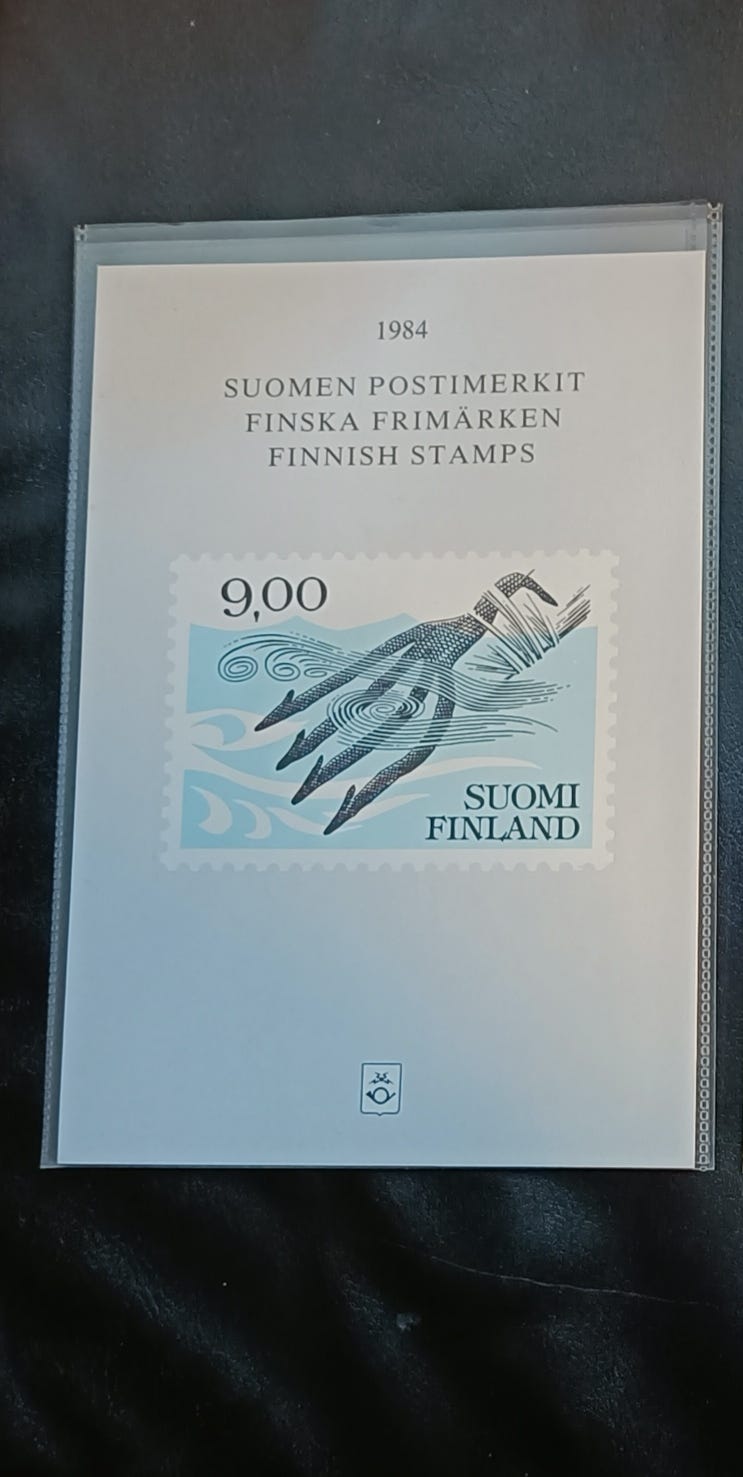 1984
SUOMEN POSTIMERKIT
FINSKA FRIMÄRKEN
FINNISH STAMPS
9,00
SUOMI
FINLAND